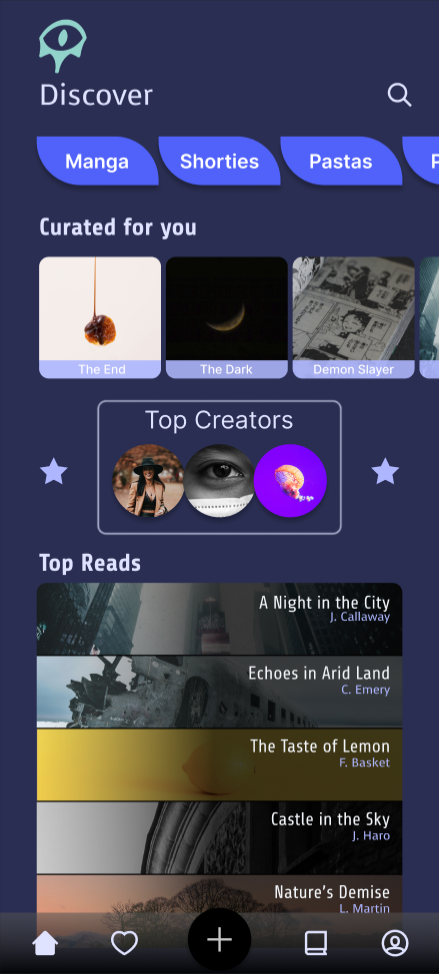 Discover
Manga
Shorties
Pastas
Curated for you
The End
The Dark
Demon Slayer
Top Creators
Top Reads
A Night in the City
J. Callaway
Echoes in Arid Land
C. Emery
The Taste of Lemon
F. Basket
Castle in the Sky
J. Haro
Nature's Demise
L. Martin